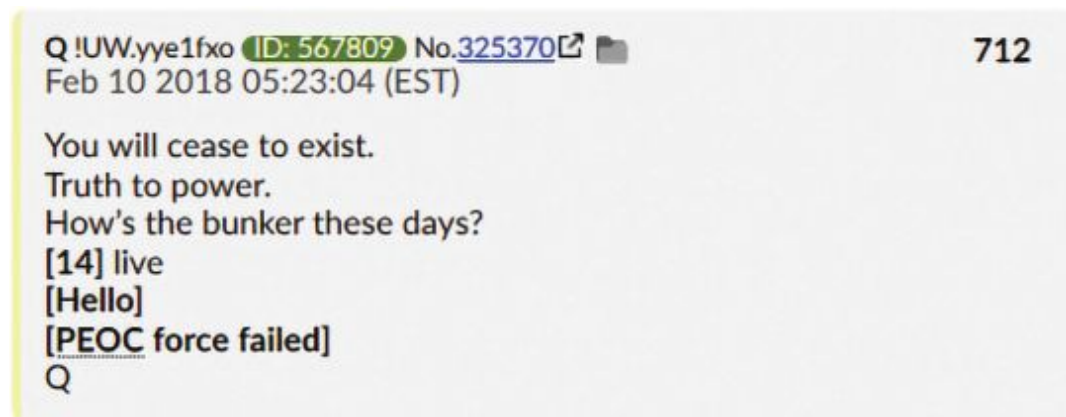 Q !UW.yye1fxo ID: 567809 No.325370 712
Feb 10 2018 05:23:04 (EST)
You will cease to exist.
Truth to power.
How's the bunker these days?
[14] live
[Hello]
[PEOC force failed]
Q